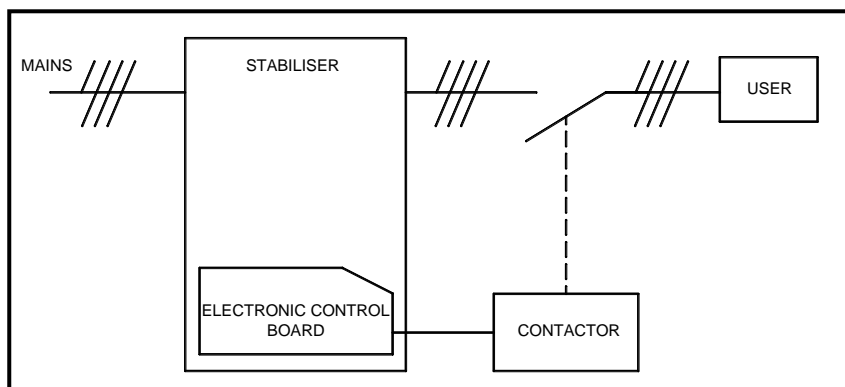 MAINS
STABILISER
USER
ELECTRONIC CONTROL
BOARD
CONTACTOR